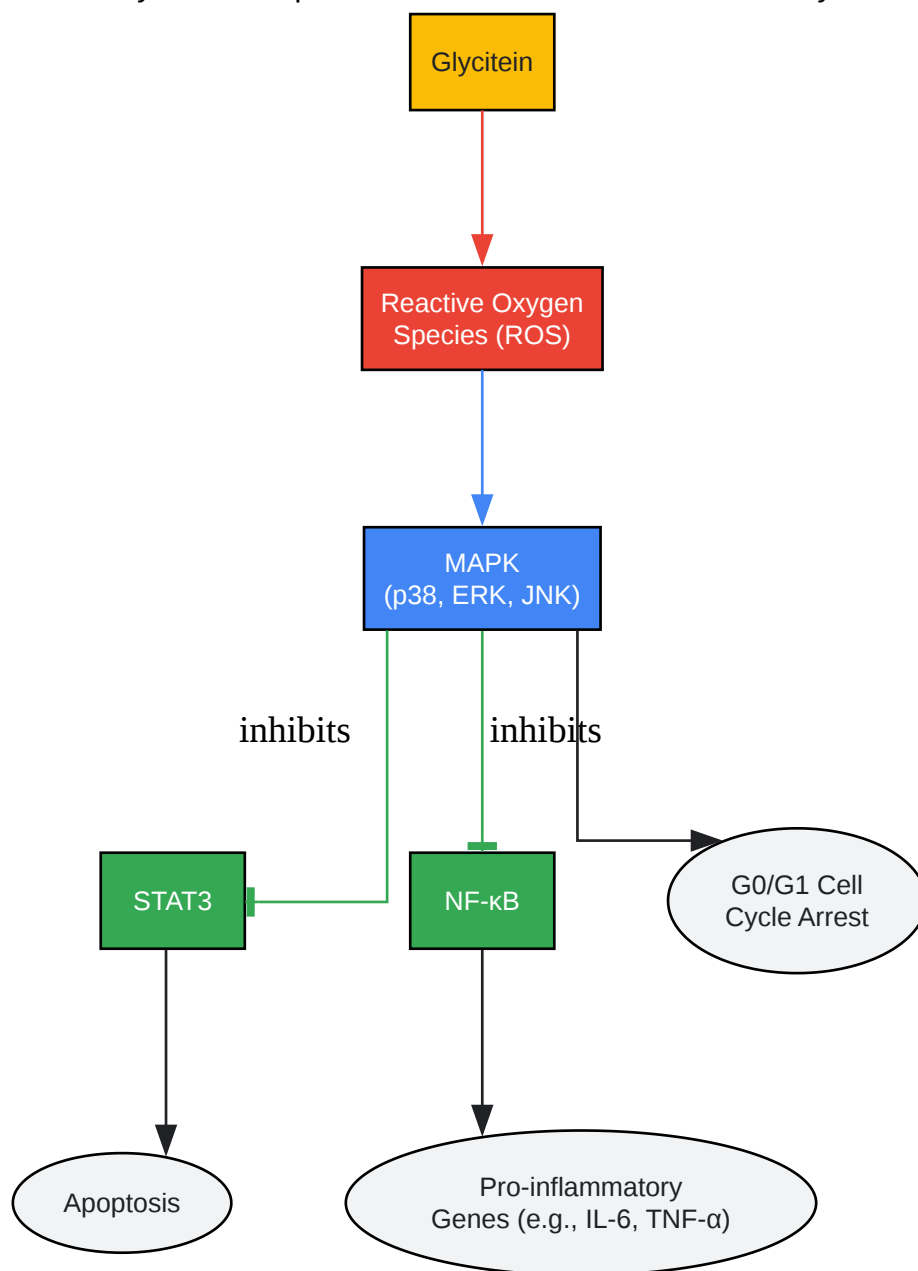 Glycitein
Reactive Oxygen
Species (ROS)
MAPK
(p38, ERK, JNK)
inhibits
inhibits
STAT3
NF-κB
G0/G1 Cell
Cycle Arrest
Apoptosis
Pro-inflammatory
Genes (e.g., IL-6, TNF-α)